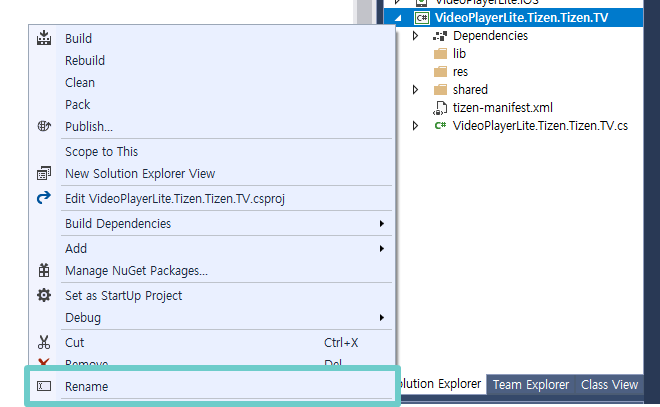 Build
Rebuild
Clean
Pack
Publish...
Scope to This
New Solution Explorer View
Edit VideoPlayerLite.Tizen.Tizen.TV.csproj
Build Dependencies
Add
Manage NuGet Packages...
Set as StartUp Project
Debug
Cut Ctrl+X
Remove Del
Rename
VideoPlayerLite.iOS
C# VideoPlayerLite.Tizen.Tizen.TV
Dependencies
lib
res
shared
tizen-manifest.xml
C# VideoPlayerLite.Tizen.Tizen.TV.cs
olution Explorer Team Explorer Class View